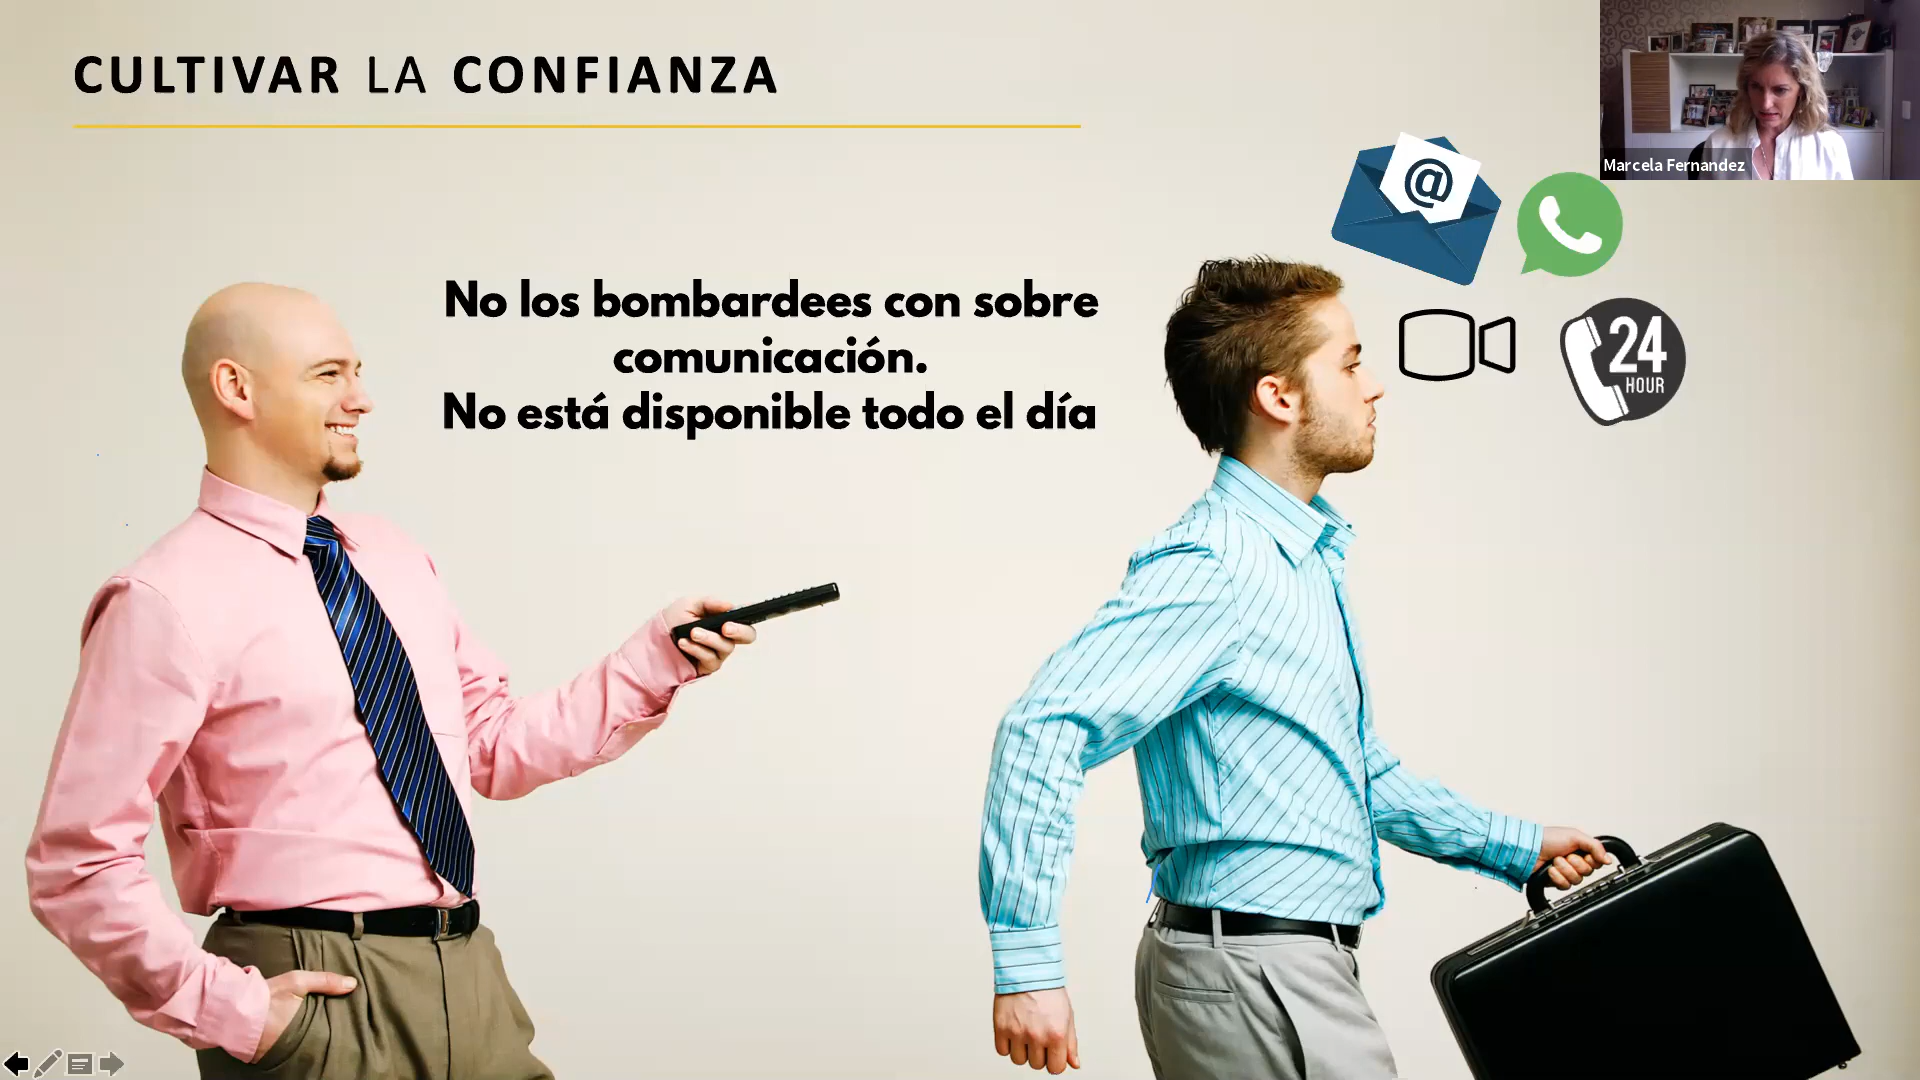 CULTIVAR LA CONFIANZA
Marcela Fernandez
@
No los bombardees con sobre
comunicación.
No está disponible todo el día
24
HOUR